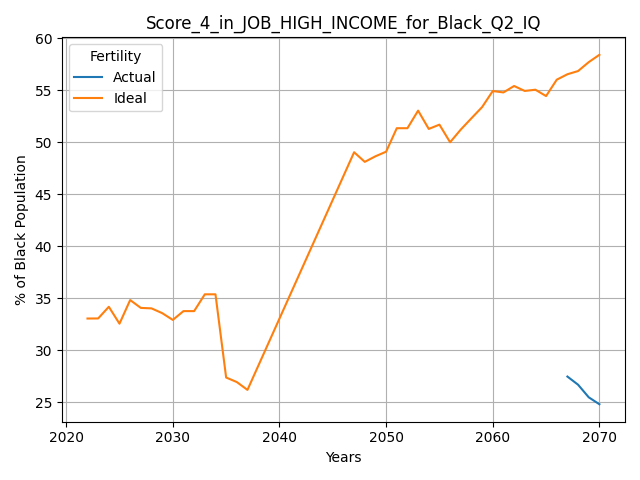 Score_4_in_JOB_HIGH_INCOME_for_Black_Q2_IQ
Fertility
Actual
Ideal
% of Black Population
60
55
50
45
40
35
30
25
2020 2030 2040 2050 2060 2070
Years